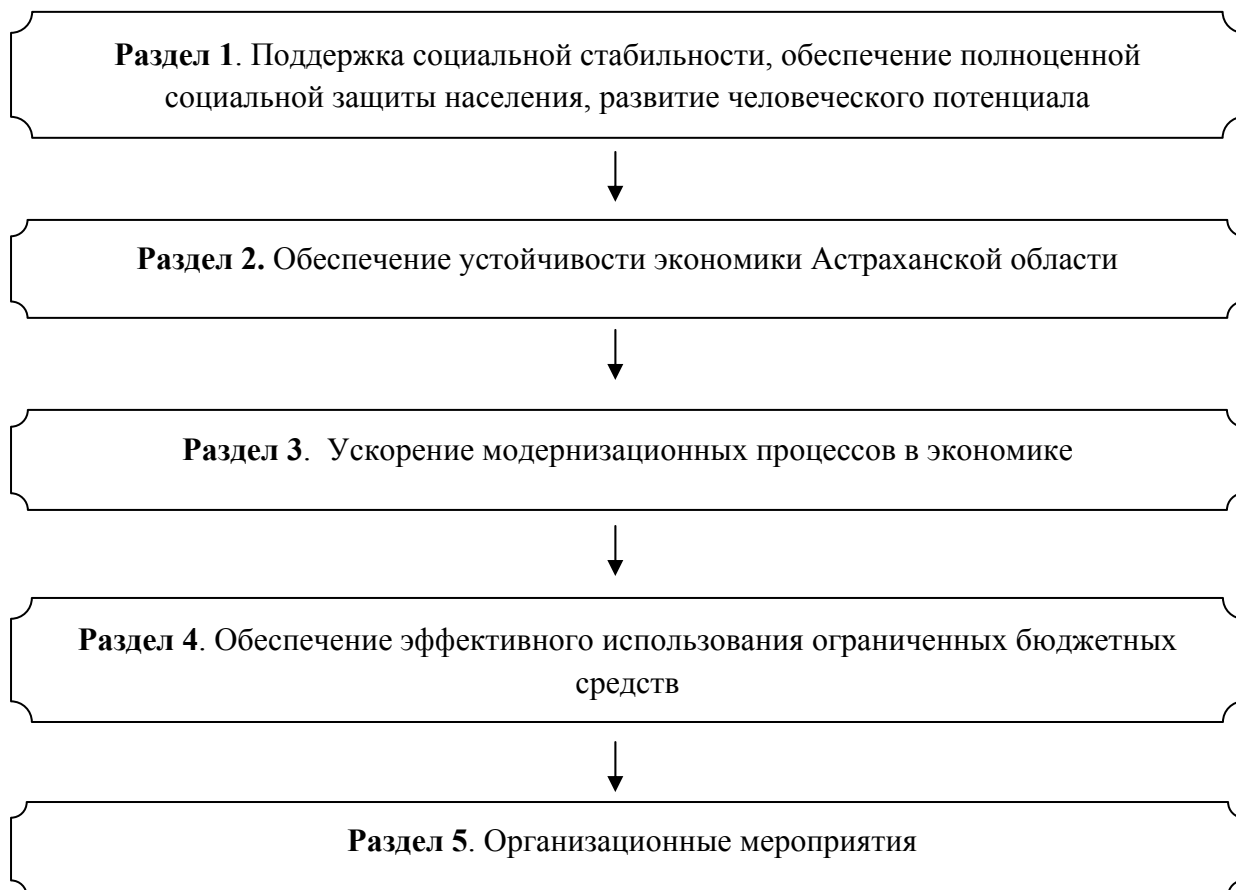 Раздел 1. Поддержка социальной стабильности, обеспечение полноценной
социальной защиты населения, развитие человеческого потенциала
Раздел 2. Обеспечение устойчивости экономики Астраханской области
Раздел 3. Ускорение модернизационных процессов в экономике
Раздел 4. Обеспечение эффективного использования ограниченных бюджетных
средств
Раздел 5. Организационные мероприятия